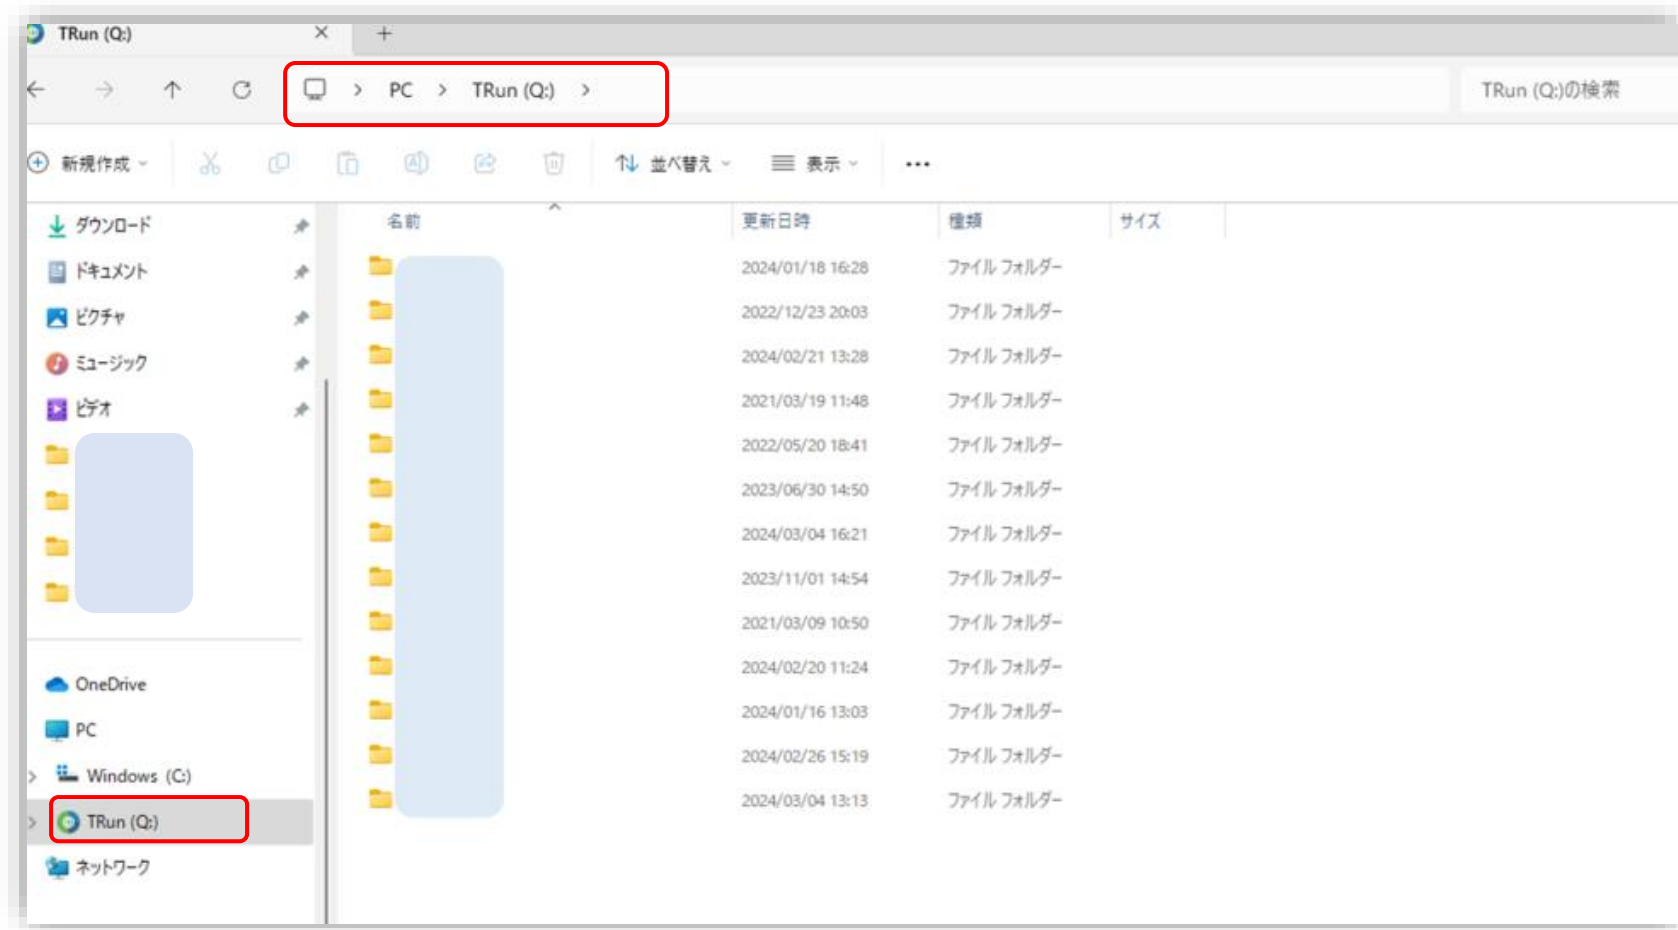 TRun (Q:)
PC TRun (Q:)
TRun (Q:)の検索
新規作成 並べ替え 表示
ダウンロード
ドキュメント
ピクチャ
ミュージック
ビデオ
OneDrive
PC
Windows (C:)
TRun (Q:)
ネットワーク
名前 更新日時 種類 サイズ
2024/01/18 16:28 ファイル フォルダー
2022/12/23 20:03 ファイル フォルダー
2024/02/21 13:28 ファイル フォルダー
2021/03/19 11:48 ファイル フォルダー
2022/05/20 18:41 ファイル フォルダー
2023/06/30 14:50 ファイル フォルダー
2024/03/04 16:21 ファイル フォルダー
2023/11/01 14:54 ファイル フォルダー
2021/03/09 10:50 ファイル フォルダー
2024/02/20 11:24 ファイル フォルダー
2024/01/16 13:03 ファイル フォルダー
2024/02/26 15:19 ファイル フォルダー
2024/03/04 13:13 ファイル フォルダー